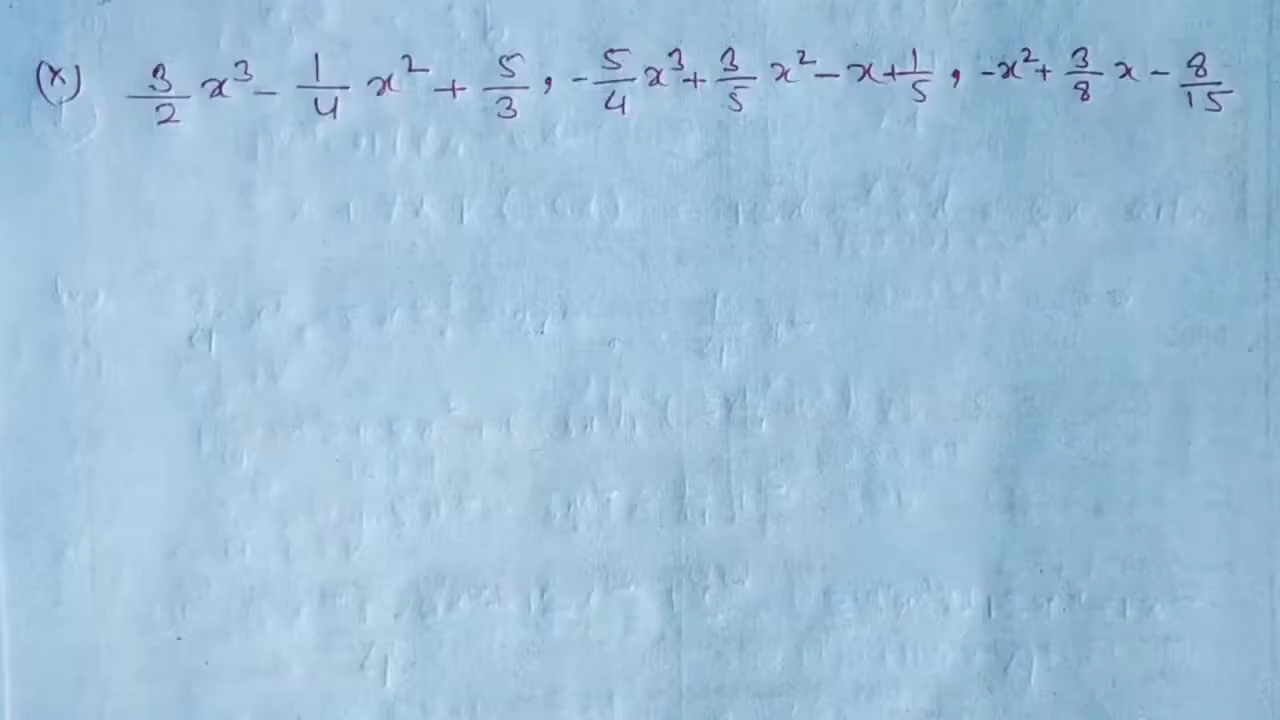 (x) 3/2 x³ - 1/4 x² + 5/3, -5/4 x³ + 3/5 x² - x + 1/5, -x² + 3/8 x - 8/15